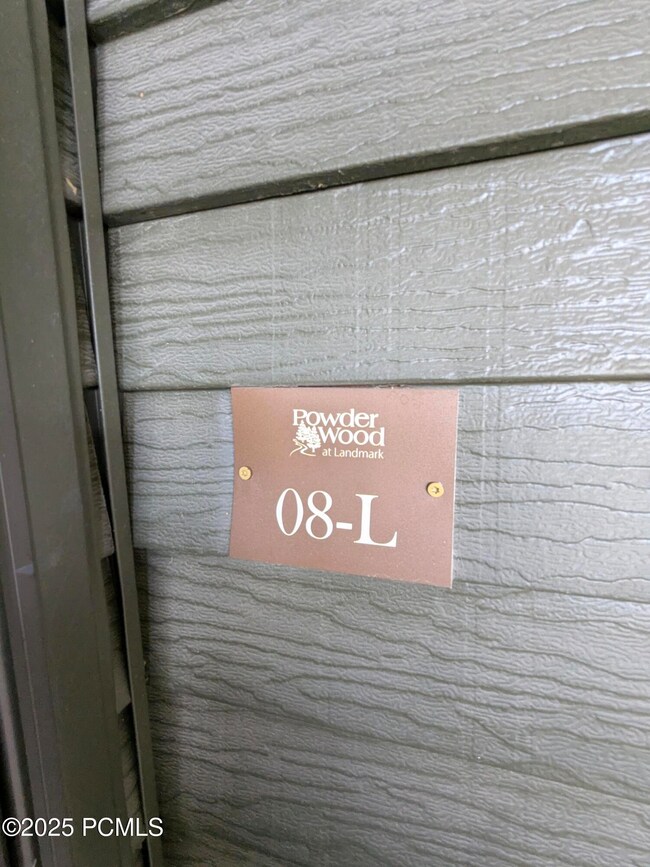 Powder
Wood
at Landmark
08-L
©2025 PCMLS